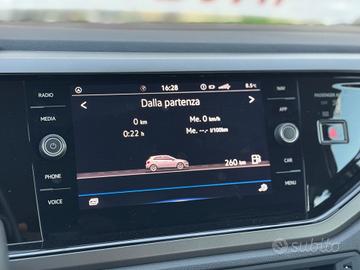 16:28
8.5°C
RADIO
MEDIA
PHONE
VOICE
Dalla partenza
0 km
0:22 h
Me. 0 km/h
Me. --.- l/100km
260 km
NAV
APP
CAR
MENU
PASSENGER
subito